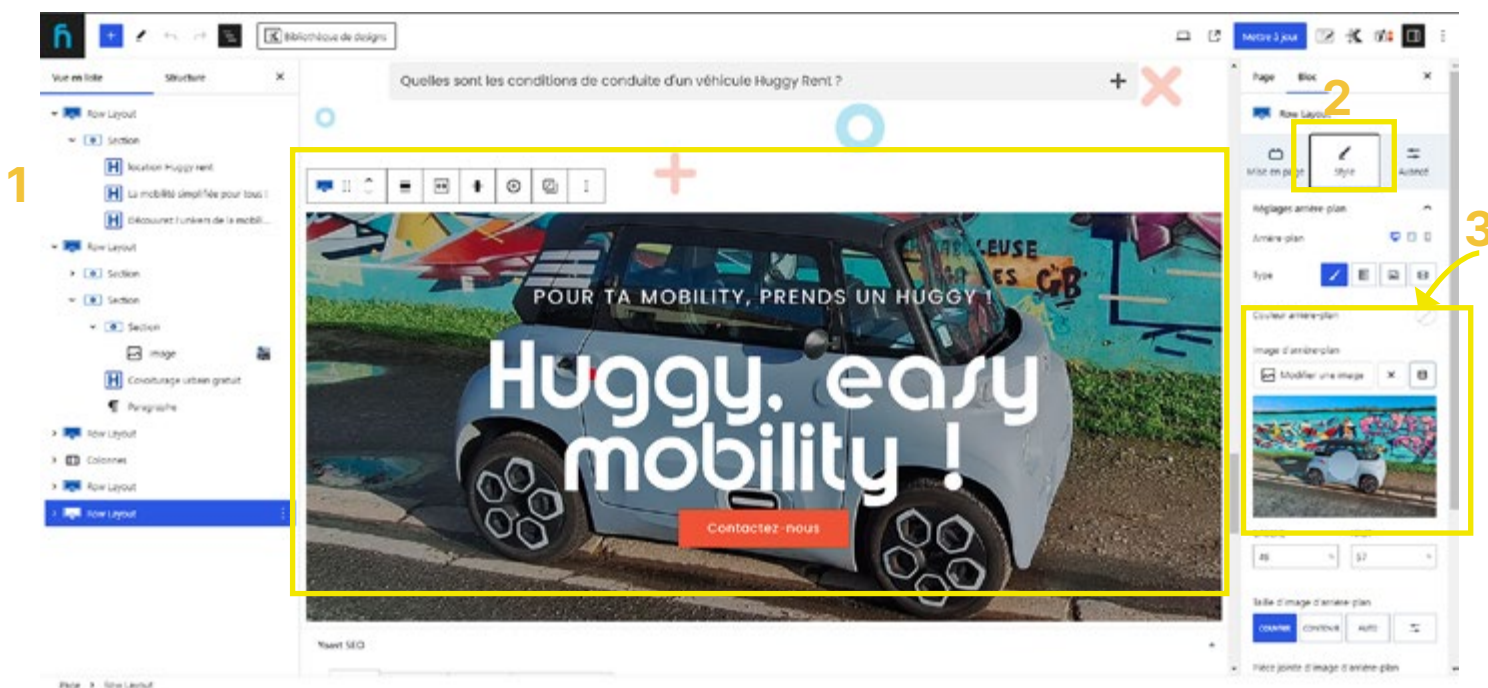 Bibliothèque de designs
Mettre à jour
Vue en liste
Structure
Row Layout
Section
location Huggy rent
La mobilité simplifiée pour tous !
Découvrez l'univers de la mobili...
Row Layout
Section
Section
Section
Image
Covoiturage urbain gratuit
Paragraphe
Row Layout
Colonnes
Row Layout
Row Layout
1
Quelles sont les conditions de conduite d'un véhicule Huggy Rent ?
LEUSE
ES GB
POUR TA MOBILITY, PRENDS UN HUGGY !
Huggy, easy
mobility !
Contactez-nous
Yoast SEO
Page
Bloc
2
Row Layout
Mise en page
Style
Avancé
Réglages arrière-plan
3
Arrière-plan
Type
Couleur arrière-plan
Image d'arrière-plan
Modifier une image
Taille d'image d'arrière-plan
COUVRIR
CONTENIR
AUTO
Pièce jointe d'image d'arrière-plan
Page > Row Layout